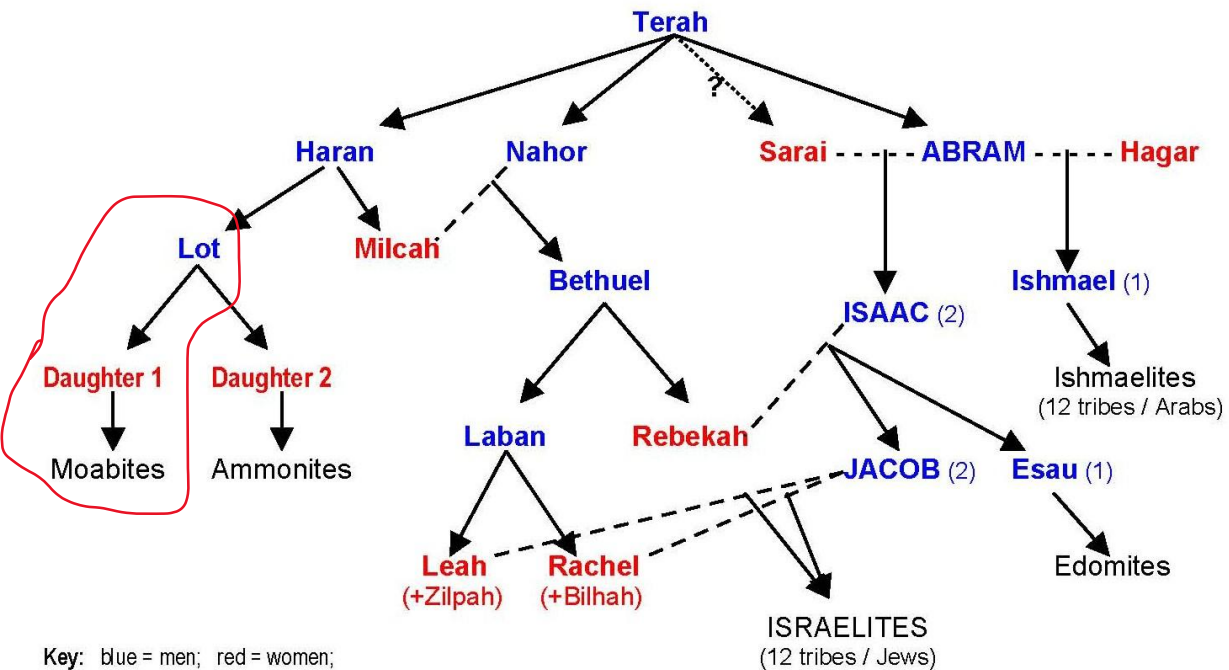 Terah
?
Haran Nahor Sarai ABRAM Hagar
Lot Milcah
Bethuel Ishmael (1)
ISAAC (2)
Daughter 1 Daughter 2 Ishmaelites
(12 tribes / Arabs)
Laban Rebekah
Moabites Ammonites JACOB (2) Esau (1)
Leah Rachel Edomites
(+Zilpah) (+Bilhah)
ISRAELITES
(12 tribes / Jews)
Key: blue = men; red = women;